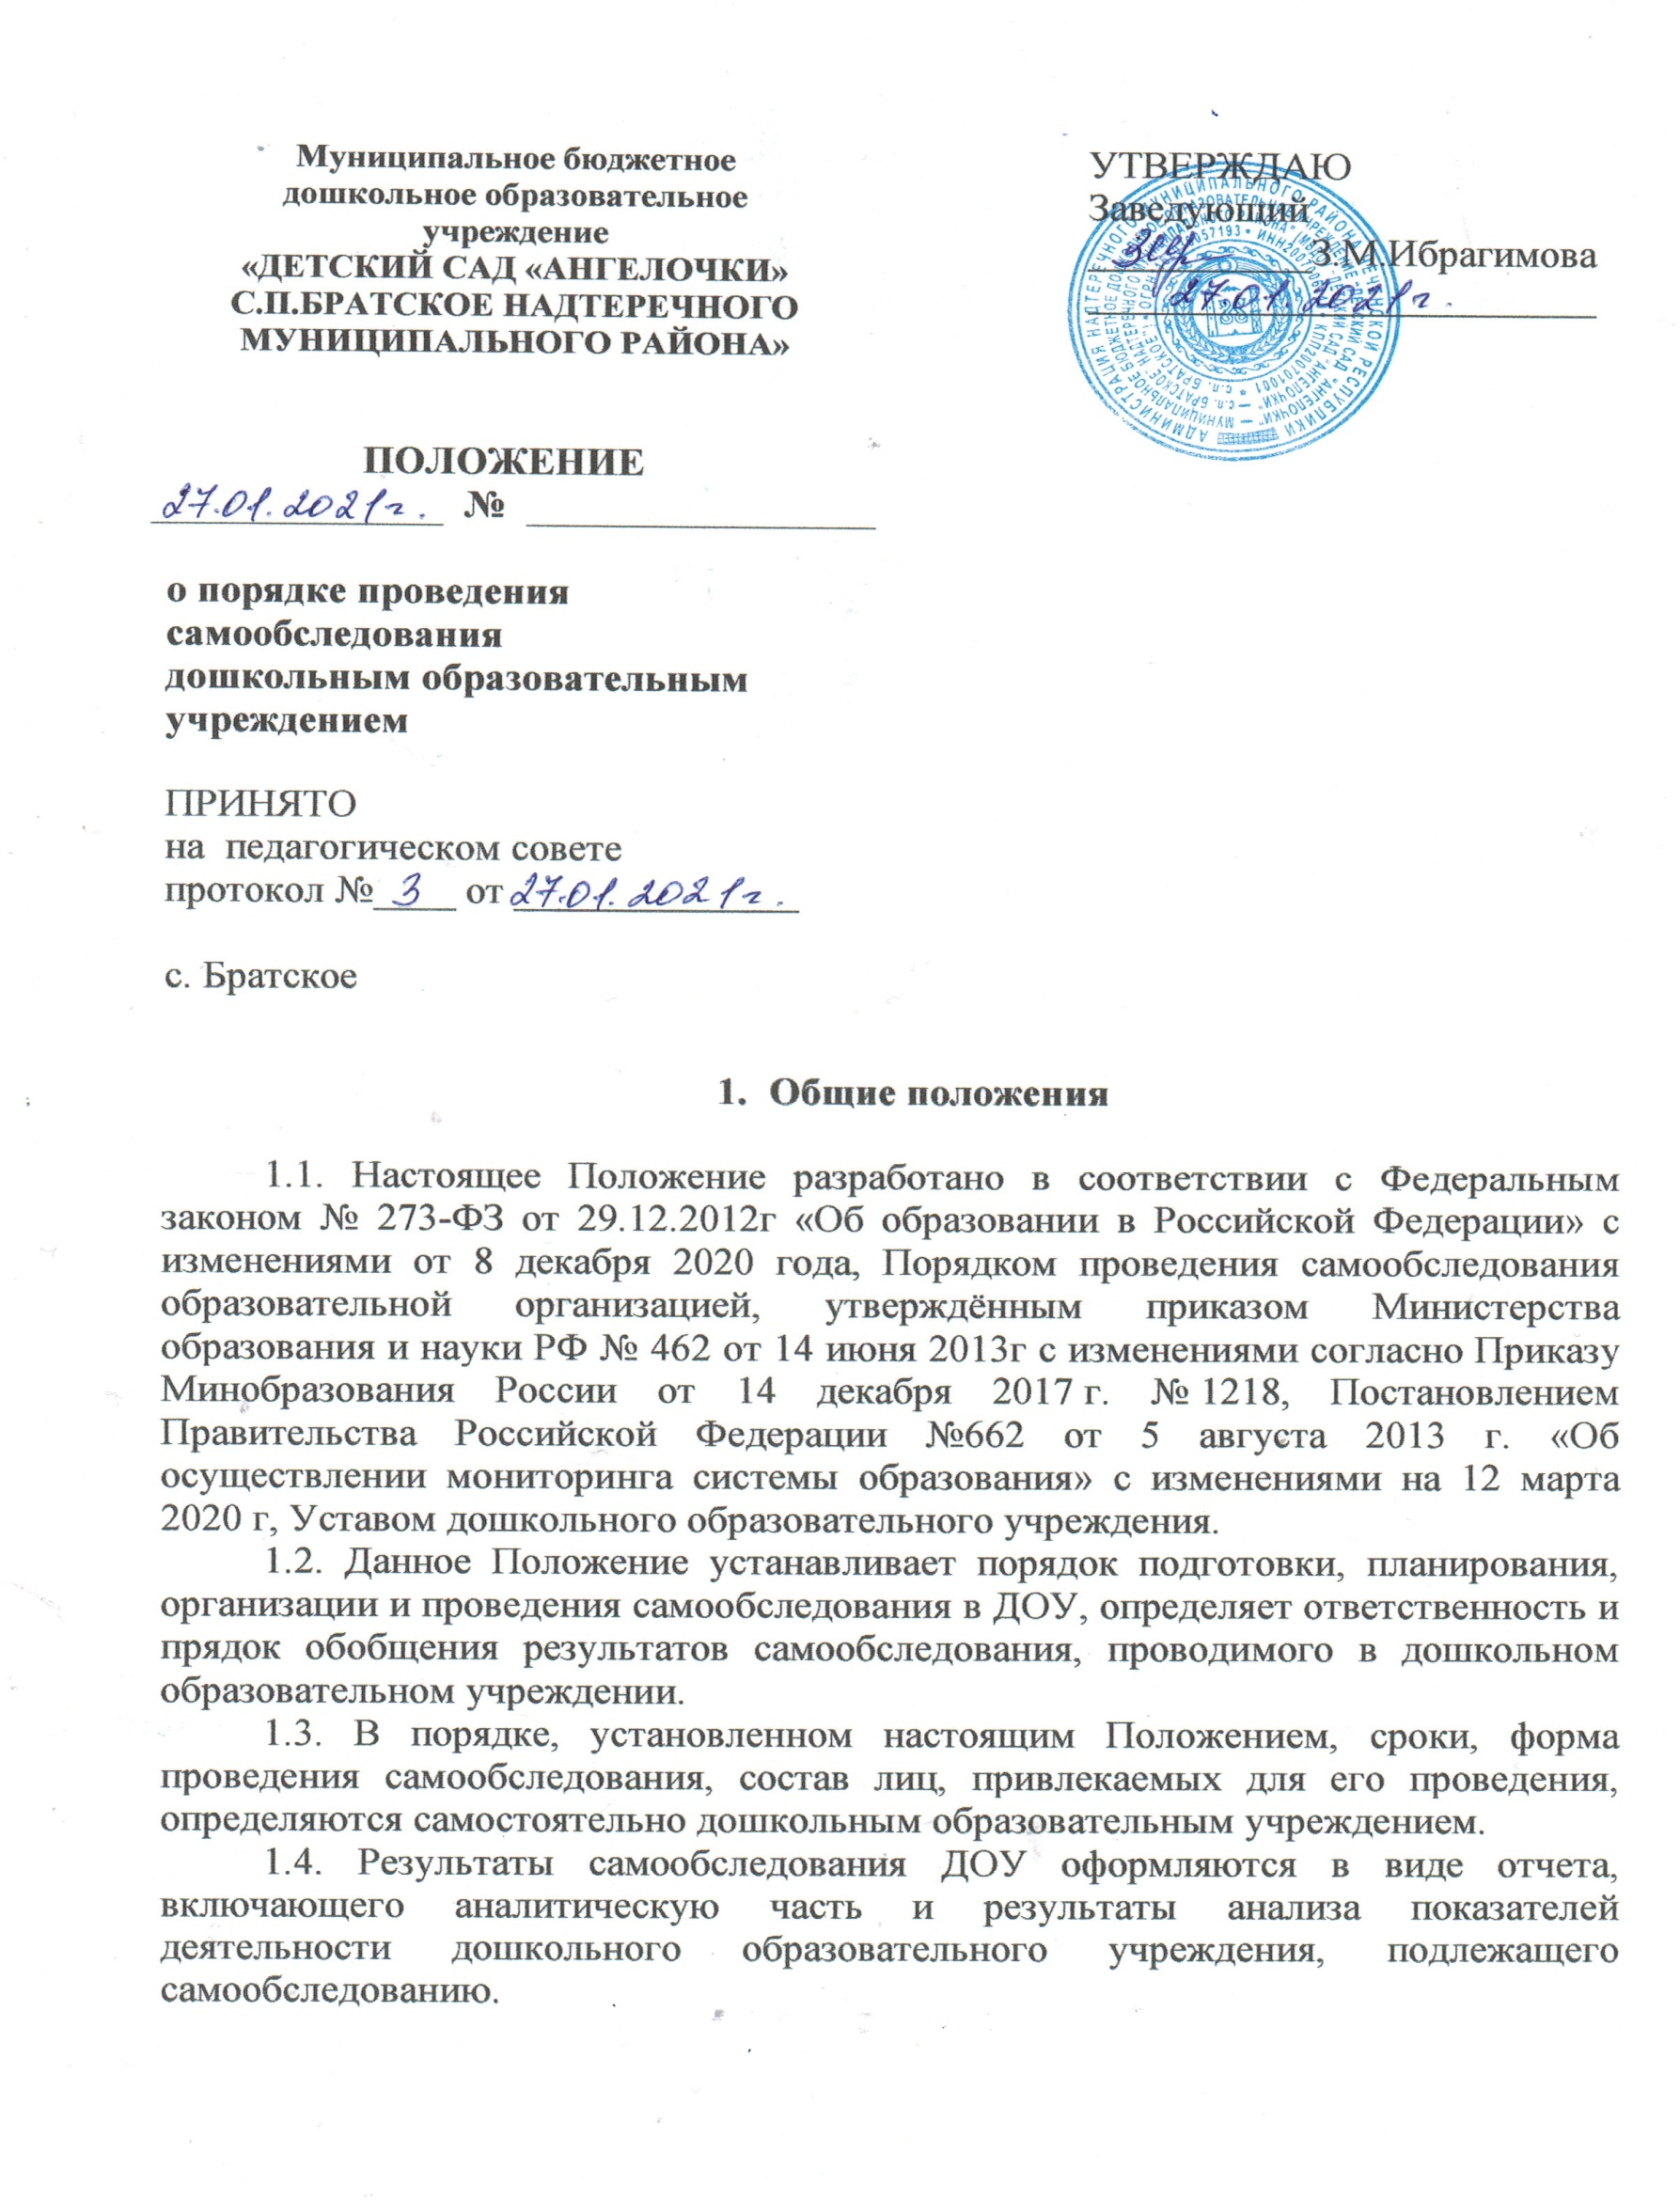 Муниципальное бюджетное
дошкольное образовательное
учреждение
«ДЕТСКИЙ САД «АНГЕЛОЧКИ»
С.П.БРАТСКОЕ НАДТЕРЕЧНОГО
МУНИЦИПАЛЬНОГО РАЙОНА»
УТВЕРЖДАЮ
Заведующий
З.М.Ибрагимова
27.01.2021г.
ПОЛОЖЕНИЕ
27.01.2021г. №
о порядке проведения
самообследования
дошкольным образовательным
учреждением
ПРИНЯТО
на педагогическом совете
протокол № 3 от 27.01.2021г.
с. Братское
1. Общие положения
1.1. Настоящее Положение разработано в соответствии с Федеральным
законом № 273-ФЗ от 29.12.2012г «Об образовании в Российской Федерации» с
изменениями от 8 декабря 2020 года, Порядком проведения самообследования
образовательной организацией, утверждённым приказом Министерства
образования и науки РФ № 462 от 14 июня 2013г с изменениями согласно Приказу
Минобразования России от 14 декабря 2017 г. № 1218, Постановлением
Правительства Российской Федерации №662 от 5 августа 2013 г. «Об
осуществлении мониторинга системы образования» с изменениями на 12 марта
2020 г, Уставом дошкольного образовательного учреждения.
1.2. Данное Положение устанавливает порядок подготовки, планирования,
организации и проведения самообследования в ДОУ, определяет ответственность и
прядок обобщения результатов самообследования, проводимого в дошкольном
образовательном учреждении.
1.3. В порядке, установленном настоящим Положением, сроки, форма
проведения самообследования, состав лиц, привлекаемых для его проведения,
определяются самостоятельно дошкольным образовательным учреждением.
1.4. Результаты самообследования ДОУ оформляются в виде отчета,
включающего аналитическую часть и результаты анализа показателей
деятельности дошкольного образовательного учреждения, подлежащего
самообследованию.